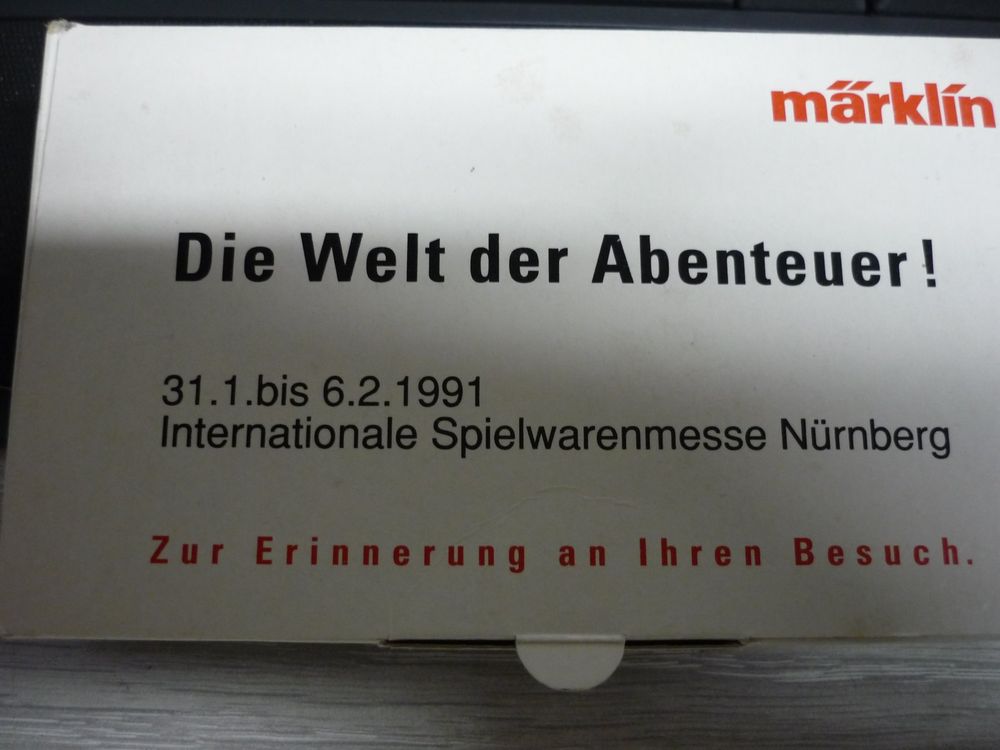 märklin
Die Welt der Abenteuer!
31.1.bis 6.2.1991
Internationale Spielwarenmesse Nürnberg
Zur Erinnerung an Ihren Besuch.